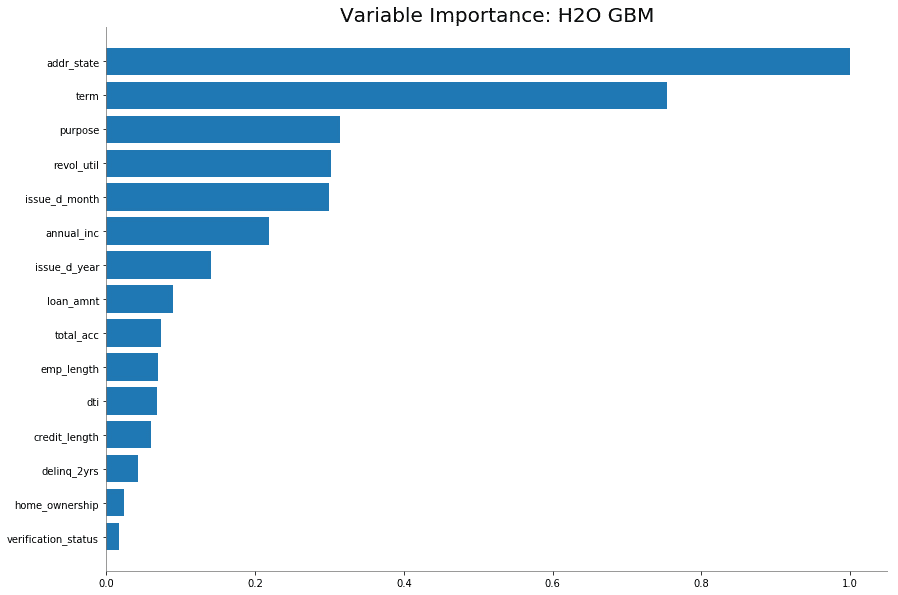 Variable Importance: H2O GBM
addr_state
term
purpose
revol_util
issue_d_month
annual_inc
issue_d_year
loan_amnt
total_acc
emp_length
dti
credit_length
delinq_2yrs
home_ownership
verification_status
0.0 0.2 0.4 0.6 0.8 1.0